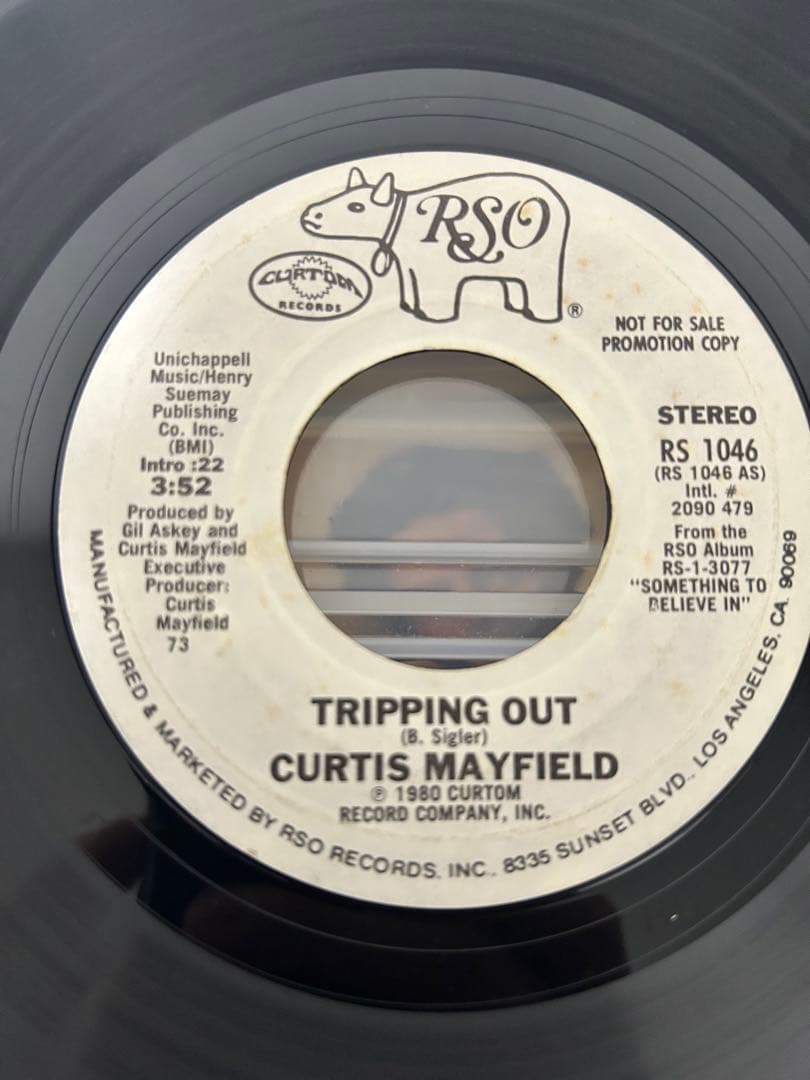 RSO
CURTOM
RECORDS
®
NOT FOR SALE
PROMOTION COPY
Unichappell
Music/Henry
Suemay
Publishing
Co. Inc.
(BMI)
Intro :22
3:52
Produced by
Gil Askey and
Curtis Mayfield
Executive
Producer:
Curtis
Mayfield
73
STEREO
RS 1046
(RS 1046 AS)
Intl. #
2090 479
From the
RSO Album
RS-1-3077
"SOMETHING TO
BELIEVE IN"
TRIPPING OUT
(B. Sigler)
CURTIS MAYFIELD
℗ 1980 CURTOM
RECORD COMPANY, INC.
MANUFACTURED & MARKETED BY RSO RECORDS, INC., 8335 SUNSET BLVD., LOS ANGELES, CA. 90069